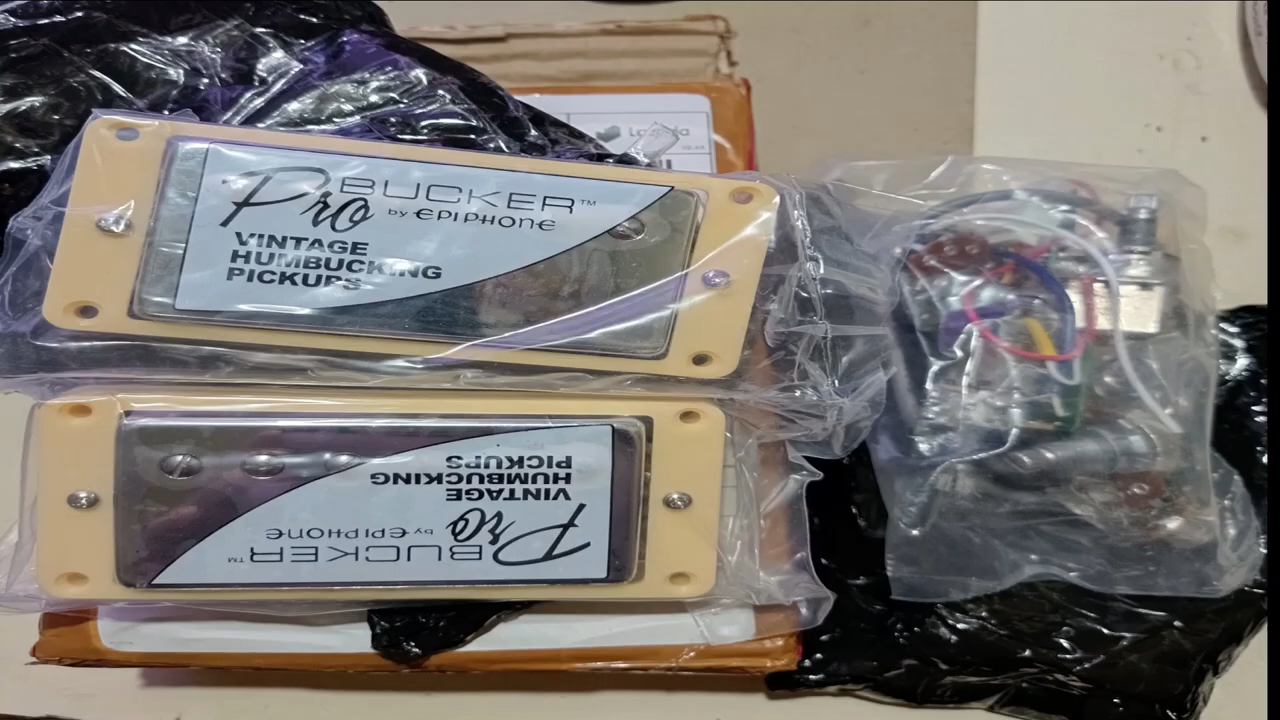 Pro BUCKER™
by EPIPHONE
VINTAGE
HUMBUCKING
PICKUPS
Pro BUCKER™
by EPIPHONE
VINTAGE
HUMBUCKING
PICKUPS